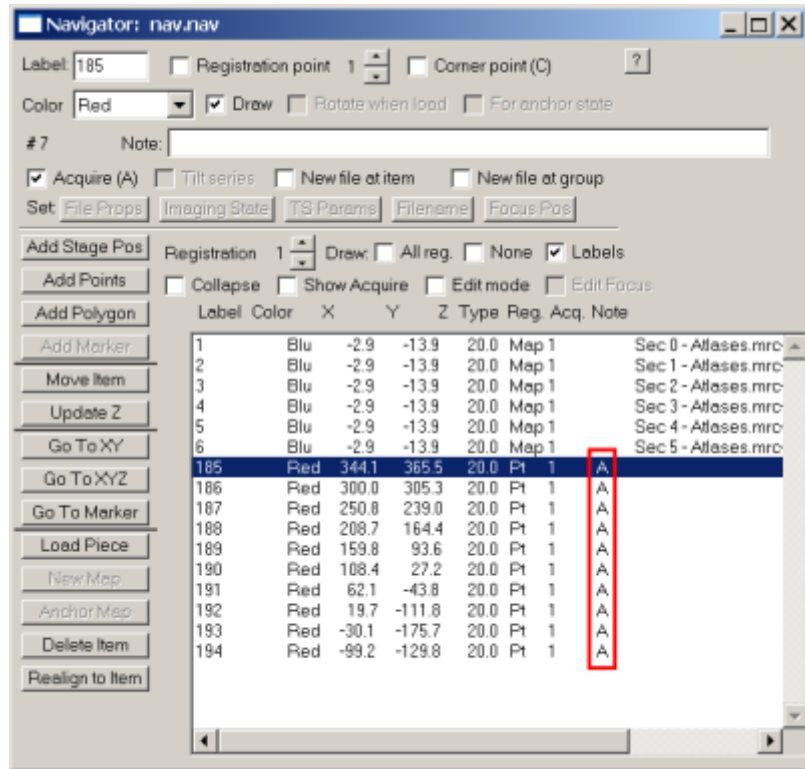 Navigator: nav.nav
Label: 185 Registration point 1 Corner point (C) ?
Color Red Draw Rotate when load For anchor state
# 7 Note:
Acquire (A) Tilt series New file at item New file at group
Set: File Props Imaging State TS Params Filename Focus Pos
Add Stage Pos Registration 1 Draw: All reg. None Labels
Add Points Collapse Show Acquire Edit mode Edit Focus
Add Polygon Label Color X Y Z Type Reg. Acq. Note
Add Marker
Move Item
Update Z
Go To XY
Go To XYZ
Go To Marker
Load Piece
New Map
Anchor Map
Delete Item
Realign to Item
1 Blu -2.9 -13.9 20.0 Map 1 Sec 0 - Atlases.mrc
2 Blu -2.9 -13.9 20.0 Map 1 Sec 1 - Atlases.mrc
3 Blu -2.9 -13.9 20.0 Map 1 Sec 2 - Atlases.mrc
4 Blu -2.9 -13.9 20.0 Map 1 Sec 3 - Atlases.mrc
5 Blu -2.9 -13.9 20.0 Map 1 Sec 4 - Atlases.mrc
6 Blu -2.9 -13.9 20.0 Map 1 Sec 5 - Atlases.mrc
185 Red 344.1 365.5 20.0 Pt 1 A
186 Red 300.0 305.3 20.0 Pt 1 A
187 Red 250.8 239.0 20.0 Pt 1 A
188 Red 208.7 164.4 20.0 Pt 1 A
189 Red 159.8 93.6 20.0 Pt 1 A
190 Red 108.4 27.2 20.0 Pt 1 A
191 Red 62.1 -43.8 20.0 Pt 1 A
192 Red 19.7 -111.8 20.0 Pt 1 A
193 Red -30.1 -175.7 20.0 Pt 1 A
194 Red -99.2 -129.8 20.0 Pt 1 A